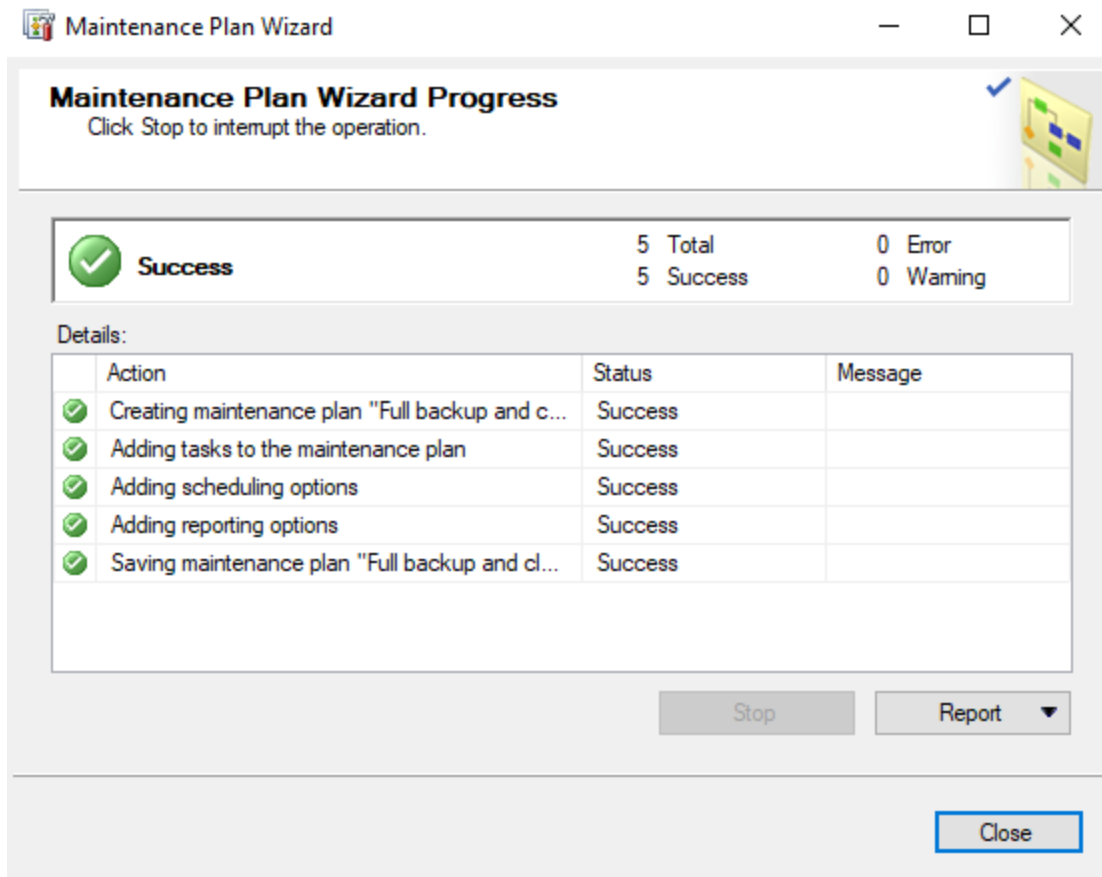 Maintenance Plan Wizard
Maintenance Plan Wizard Progress
Click Stop to interrupt the operation.
Success
5 Total
0 Error
5 Success
0 Warning
Details:
Action Status Message
Creating maintenance plan "Full backup and c... Success
Adding tasks to the maintenance plan Success
Adding scheduling options Success
Adding reporting options Success
Saving maintenance plan "Full backup and cl... Success
Stop
Report
Close